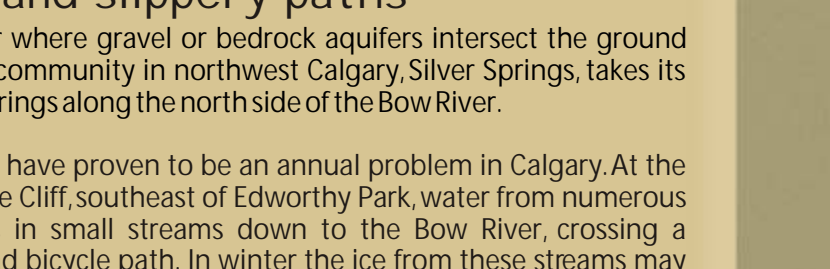 and slippery paths
where gravel or bedrock aquifers intersect the ground
community in northwest Calgary, Silver Springs, takes its
rings along the north side of the Bow River.
have proven to be an annual problem in Calgary. At the
e Cliff, southeast of Edworthy Park, water from numerous
in small streams down to the Bow River, crossing a
d bicycle path. In winter the ice from these streams may